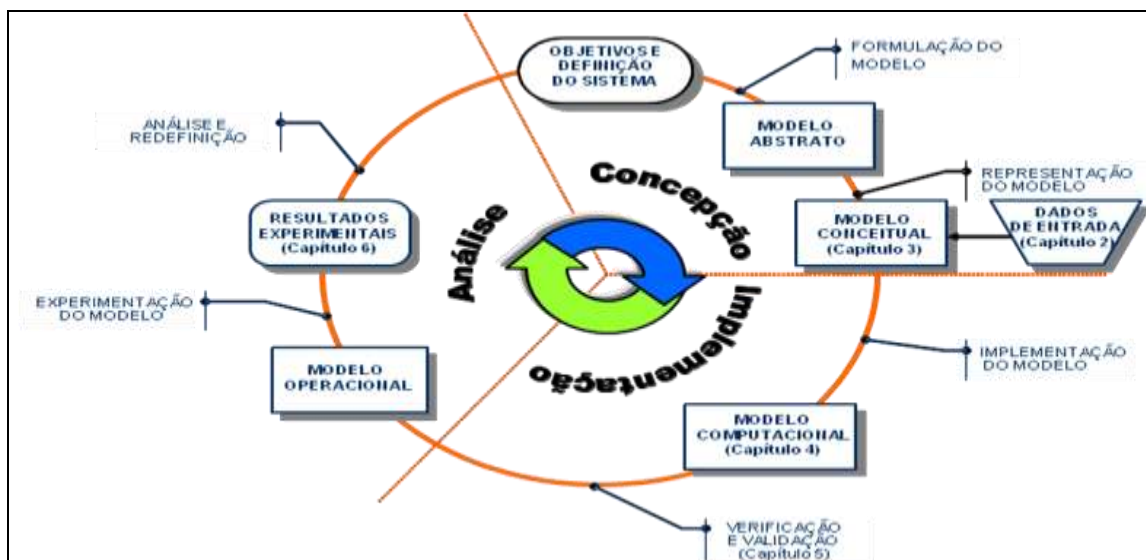 OBJETIVOS E
DEFINIÇÃO
DO SISTEMA
FORMULAÇÃO DO
MODELO
MODELO
ABSTRATO
REPRESENTAÇÃO
DO MODELO
MODELO
CONCEITUAL
(Capítulo 3)
DADOS
DE ENTRADA
(Capítulo 2)
IMPLEMENTAÇÃO
DO MODELO
MODELO
COMPUTACIONAL
(Capítulo 4)
VERIFICAÇÃO
E VALIDAÇÃO
(Capítulo 5)
MODELO
OPERACIONAL
EXPERIMENTAÇÃO
DO MODELO
RESULTADOS
EXPERIMENTAIS
(Capítulo 6)
ANÁLISE E
REDEFINIÇÃO
Concepção
Implementação
Análise